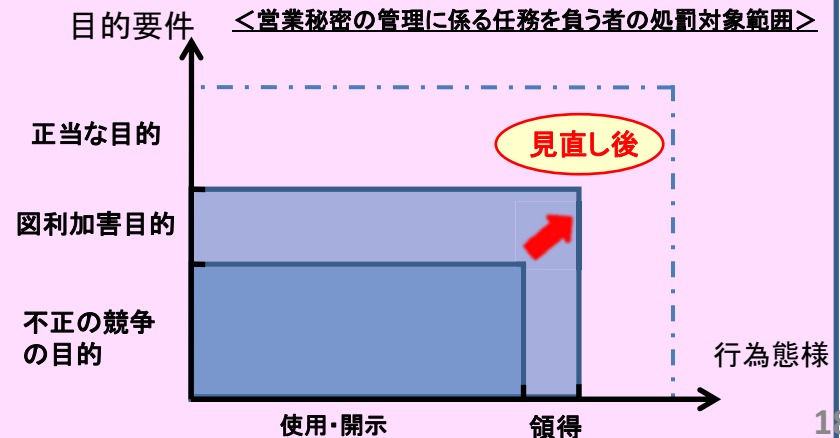 目的要件
＜営業秘密の管理に係る任務を負う者の処罰対象範囲＞
正当な目的
見直し後
図利加害目的
不正の競争
の目的
行為態様
使用・開示
領得